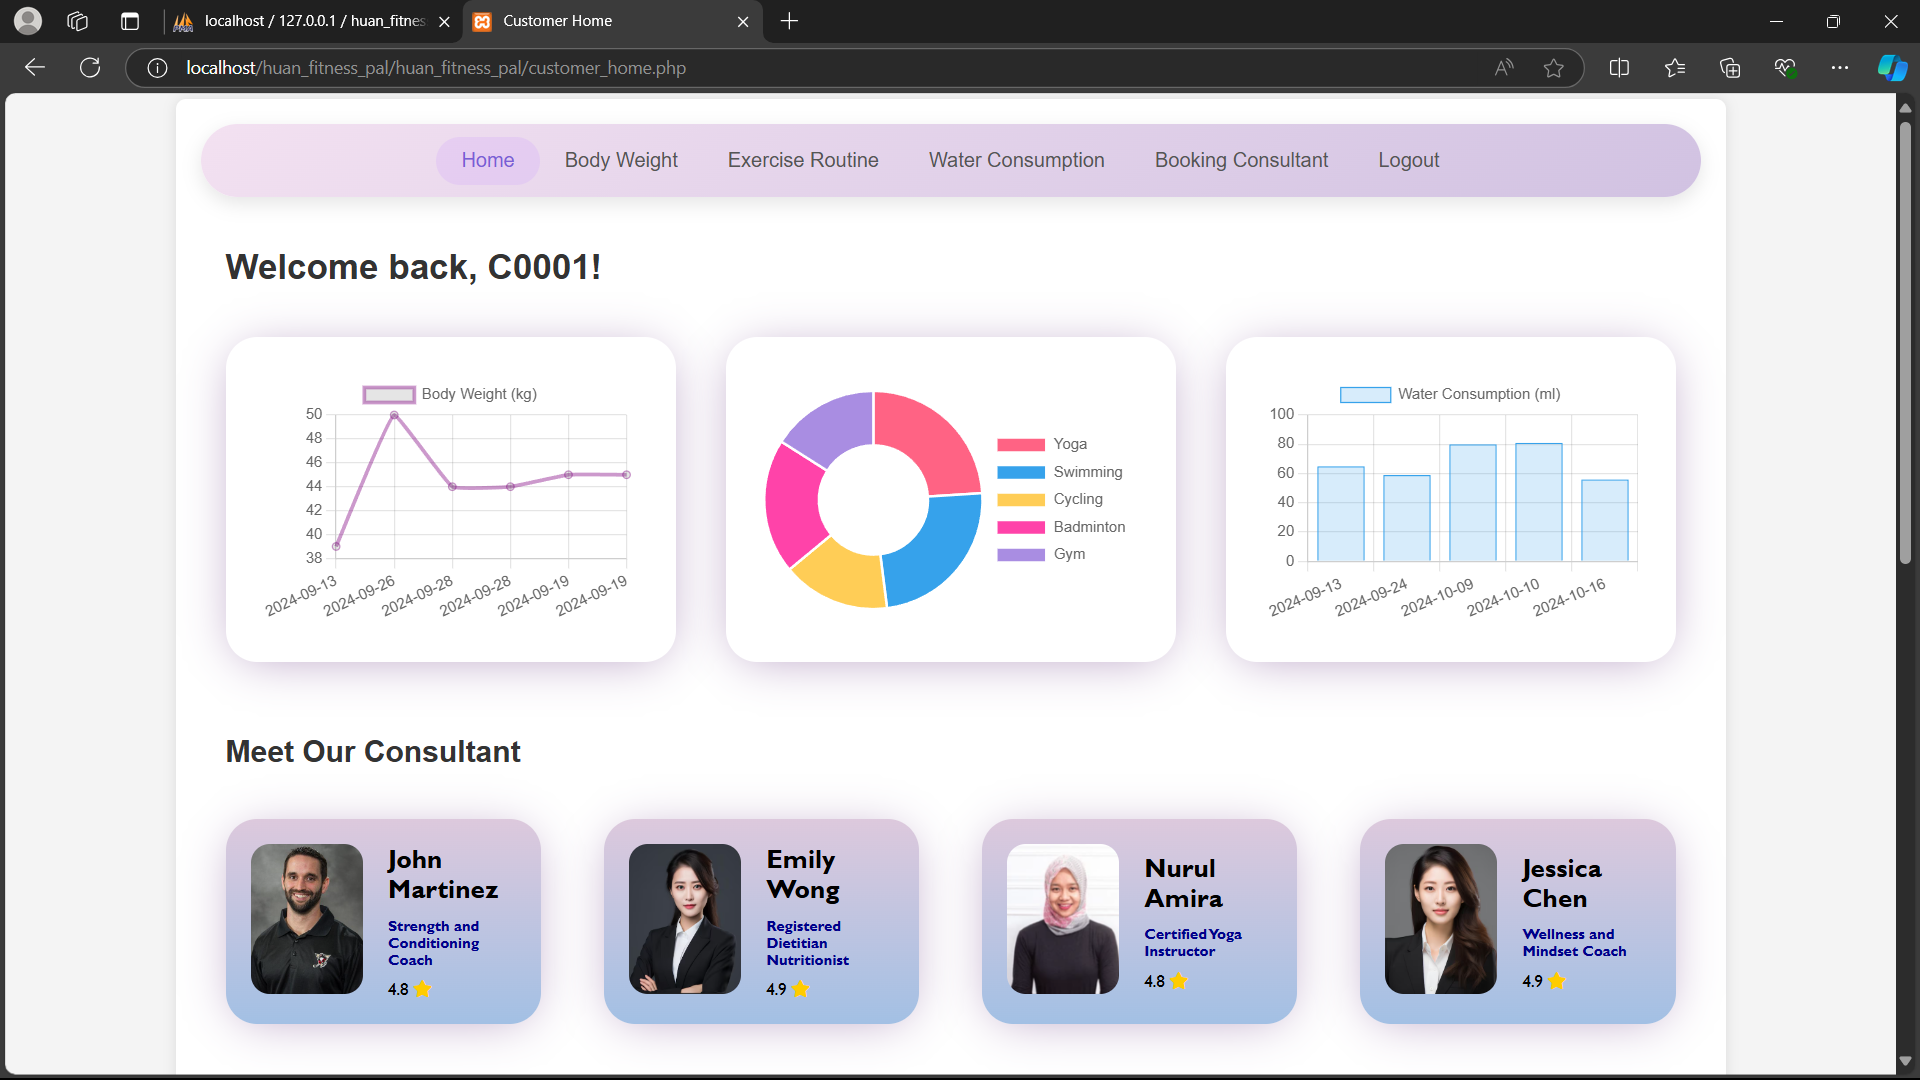 localhost / 127.0.0.1 / huan_fitnes
Customer Home
localhost/huan_fitness_pal/huan_fitness_pal/customer_home.php
Home
Body Weight
Exercise Routine
Water Consumption
Booking Consultant
Logout
Welcome back, C0001!
Body Weight (kg)
50
48
46
44
42
40
38
2024-09-13
2024-09-26
2024-09-28
2024-09-28
2024-09-19
2024-09-19
Yoga
Swimming
Cycling
Badminton
Gym
Water Consumption (ml)
100
80
60
40
20
0
2024-09-13
2024-09-24
2024-10-09
2024-10-10
2024-10-16
Meet Our Consultant
John
Martinez
Strength and
Conditioning
Coach
4.8
Emily
Wong
Registered
Dietitian
Nutritionist
4.9
Nurul
Amira
Certified Yoga
Instructor
4.8
Jessica
Chen
Wellness and
Mindset Coach
4.9